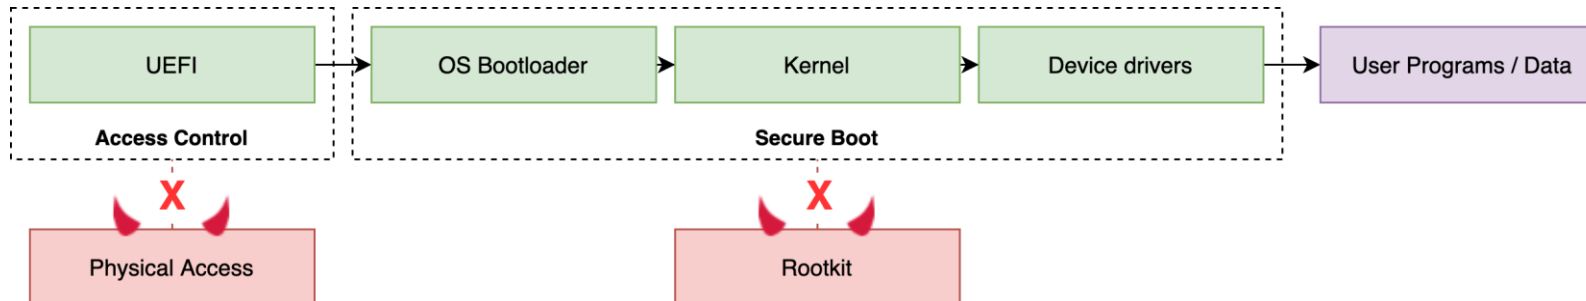 UEFI
OS Bootloader
Kernel
Device drivers
User Programs / Data
Access Control
Secure Boot
X
X
Physical Access
Rootkit